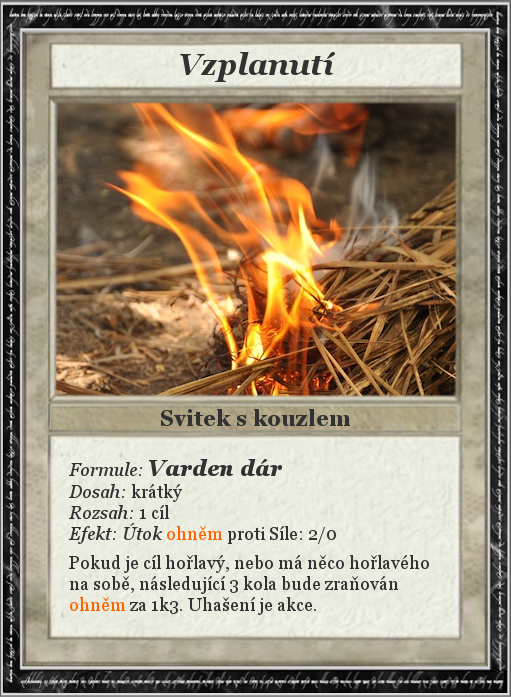 Vzplanutí
Svitek s kouzlem
Formule: Varden dár
Dosah: krátký
Rozsah: 1 cíl
Efekt: Útok ohněm proti Síle: 2/0
Pokud je cíl hořlavý, nebo má něco hořlavého
na sobě, následující 3 kola bude zraňován
ohněm za 1k3. Uhašení je akce.